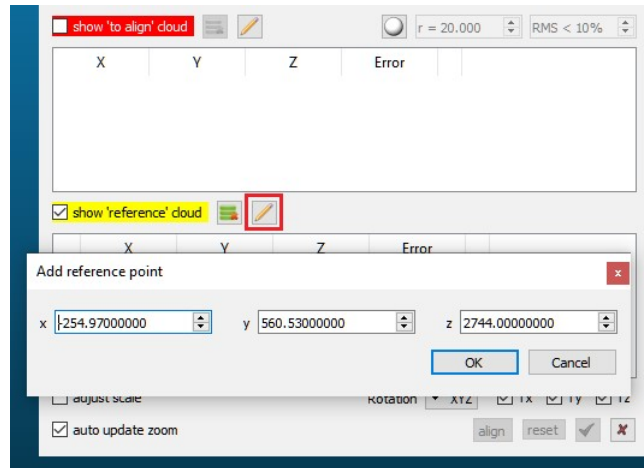 show 'to align' cloud r = 20.000 RMS < 10%
X Y Z Error
show 'reference' cloud
X Y Z Error
Add reference point
x -254.97000000 y 560.53000000 z 2744.00000000
OK Cancel
adjust scale Rotation XYZ Tx Ty Tz
auto update zoom align reset